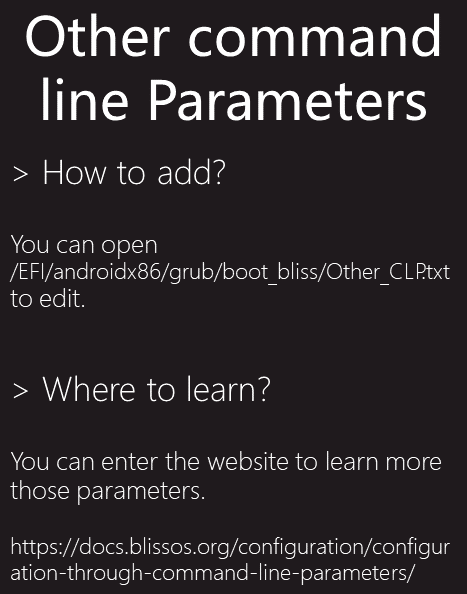 Other command
line Parameters
> How to add?
You can open
/EFI/androidx86/grub/boot_bliss/Other_CLP.txt
to edit.
> Where to learn?
You can enter the website to learn more
those parameters.
https://docs.blissos.org/configuration/configur
ation-through-command-line-parameters/